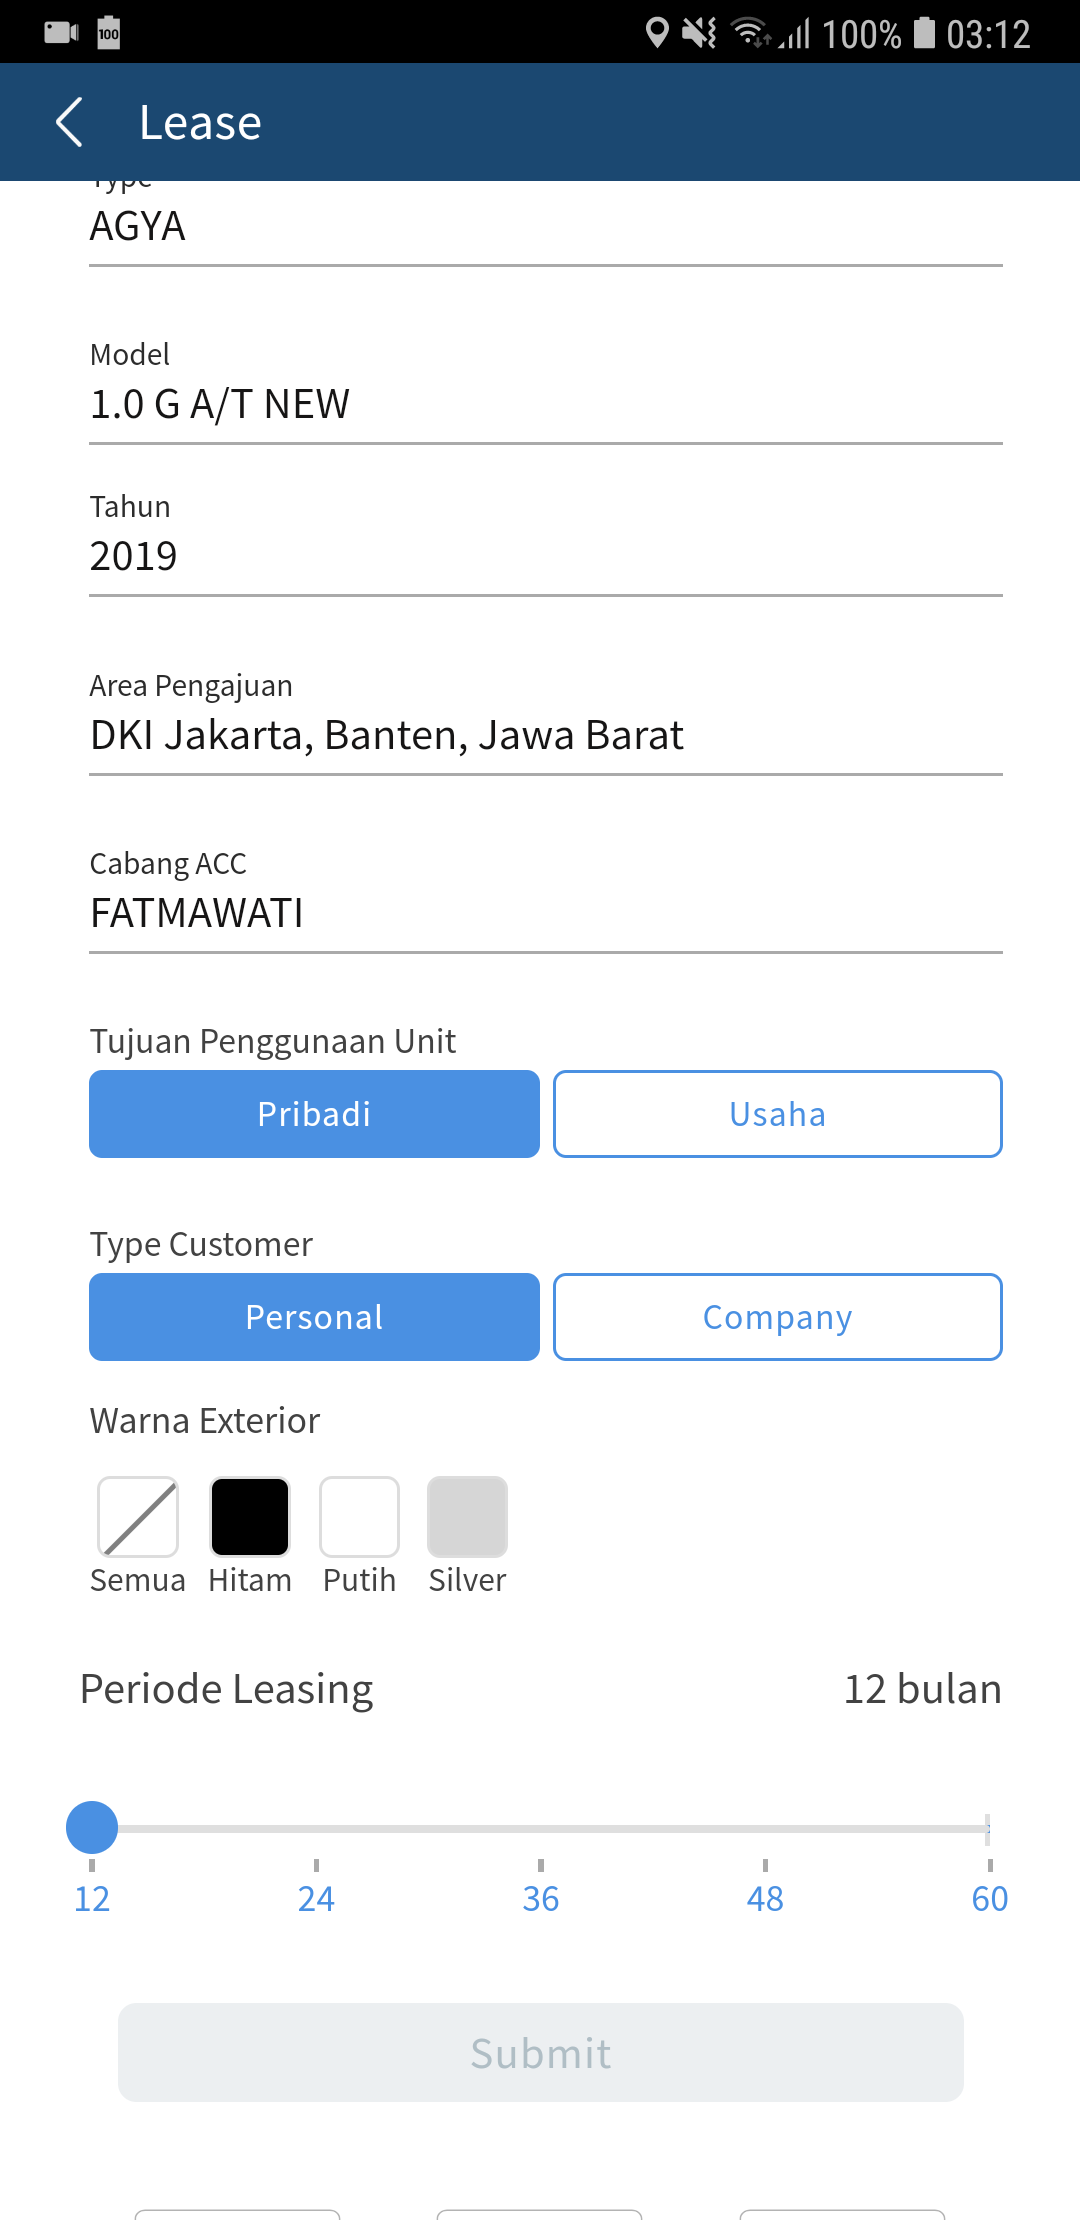 100 100% 03:12
Lease
Type
AGYA
Model
1.0 G A/T NEW
Tahun
2019
Area Pengajuan
DKI Jakarta, Banten, Jawa Barat
Cabang ACC
FATMAWATI
Tujuan Penggunaan Unit
Pribadi Usaha
Type Customer
Personal Company
Warna Exterior
Semua Hitam Putih Silver
Periode Leasing 12 bulan
12 24 36 48 60
Submit